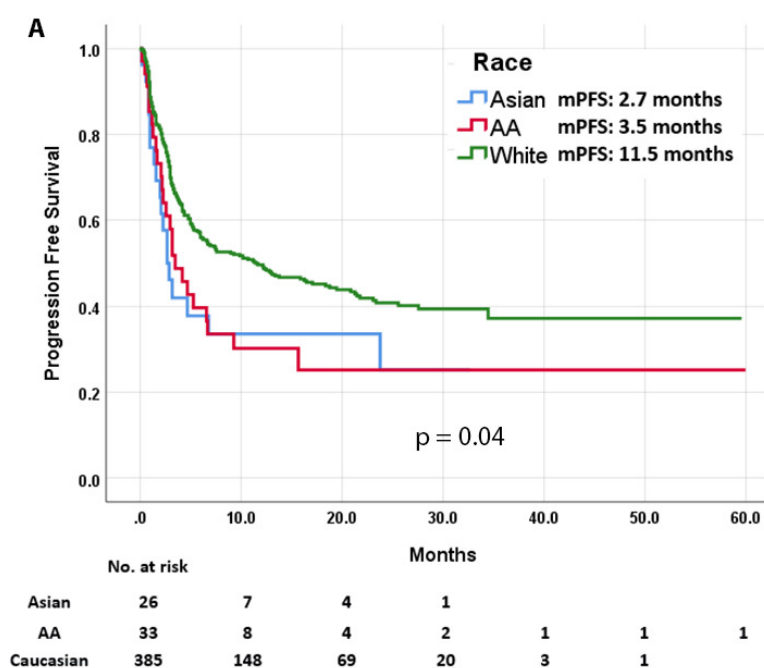 A
Race
Asian mPFS: 2.7 months
AA mPFS: 3.5 months
White mPFS: 11.5 months
Progression Free Survival
1.0
0.8
0.6
0.4
0.2
0.0
p = 0.04
.0 10.0 20.0 30.0 40.0 50.0 60.0
Months
No. at risk
Asian 26 7 4 1
AA 33 8 4 2 1 1 1
Caucasian 385 148 69 20 3 1